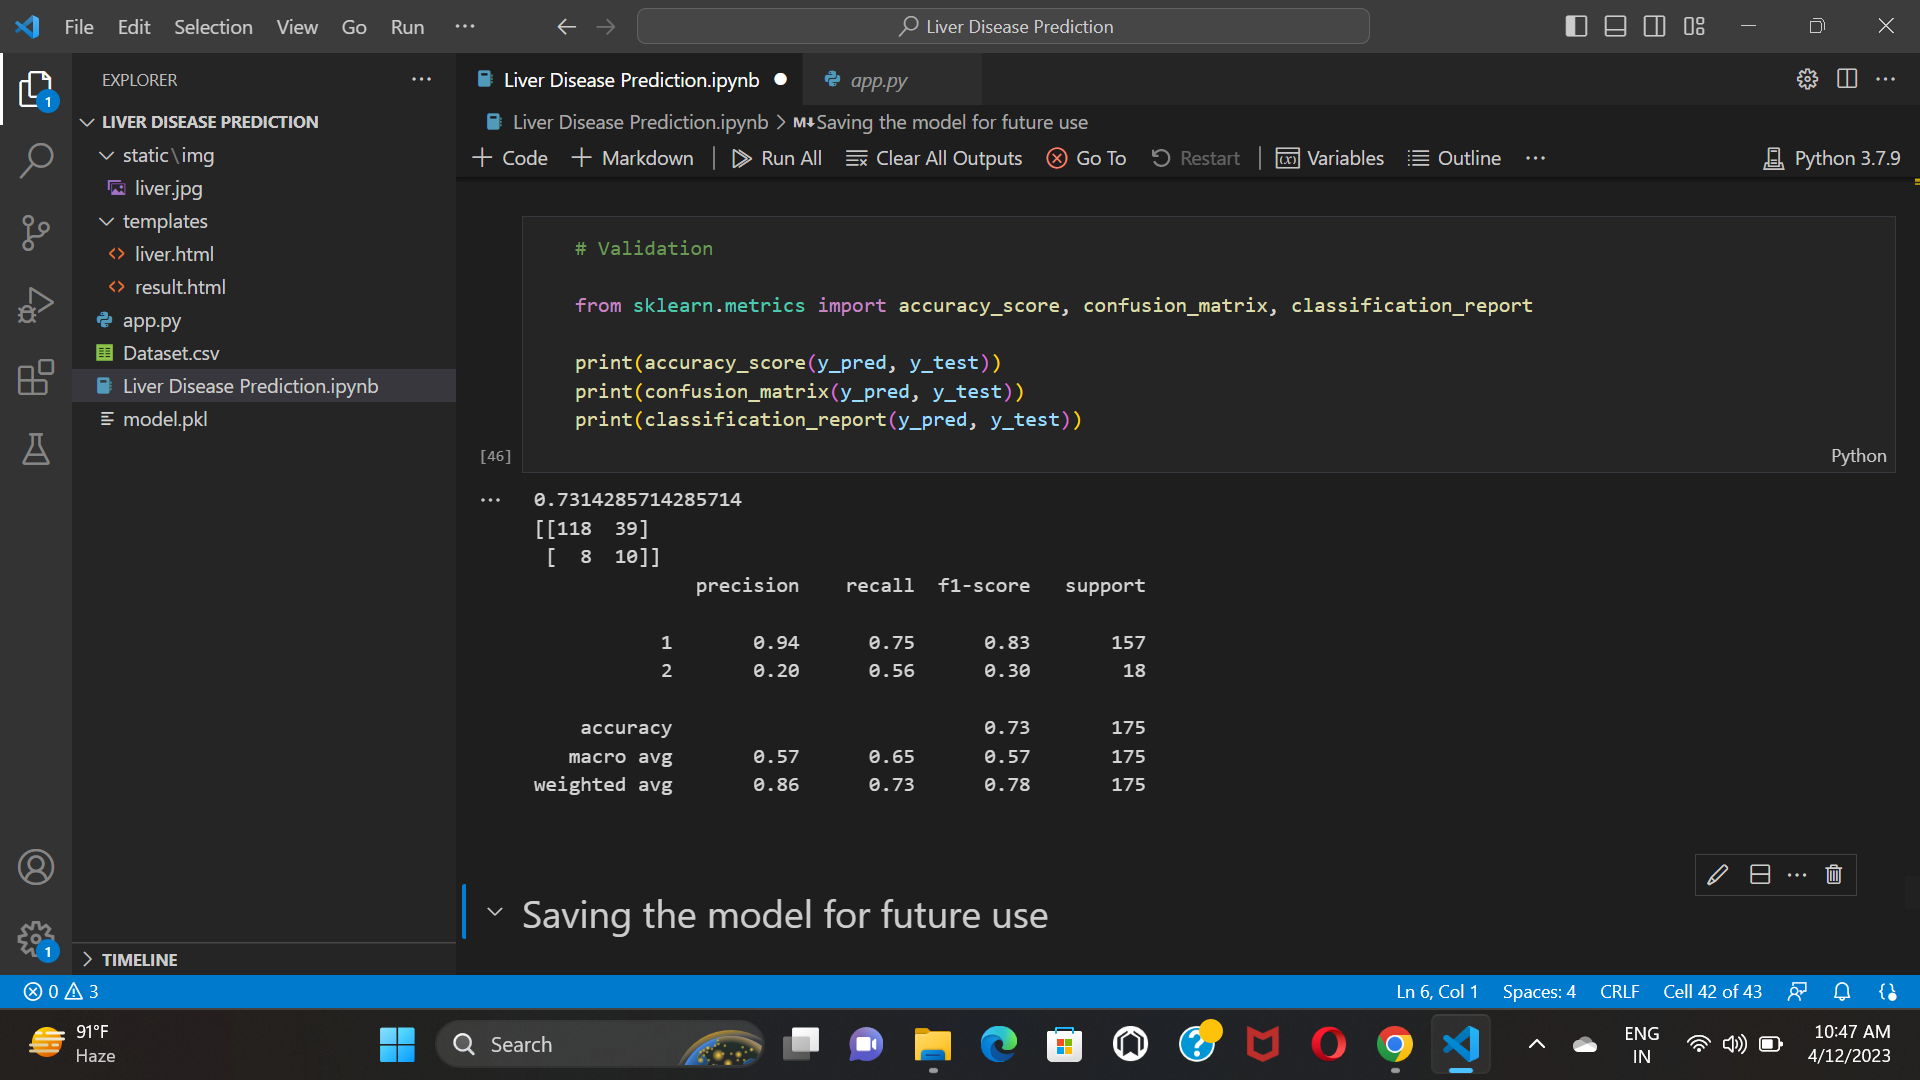 File Edit Selection View Go Run ··· Liver Disease Prediction
EXPLORER ···
LIVER DISEASE PREDICTION
static\img
liver.jpg
templates
liver.html
result.html
app.py
Dataset.csv
Liver Disease Prediction.ipynb
model.pkl
TIMELINE
1
1
Liver Disease Prediction.ipynb app.py
Liver Disease Prediction.ipynb > M↓ Saving the model for future use
+ Code + Markdown | Run All Clear All Outputs Go To Restart | Variables Outline ··· Python 3.7.9
# Validation
from sklearn.metrics import accuracy_score, confusion_matrix, classification_report
print(accuracy_score(y_pred, y_test))
print(confusion_matrix(y_pred, y_test))
print(classification_report(y_pred, y_test))
[46] Python
0.7314285714285714
[[118  39]
 [  8  10]]
precision recall f1-score support
1 0.94 0.75 0.83 157
2 0.20 0.56 0.30 18
accuracy 0.73 175
macro avg 0.57 0.65 0.57 175
weighted avg 0.86 0.73 0.78 175
Saving the model for future use
0 3 Ln 6, Col 1 Spaces: 4 CRLF Cell 42 of 43
91°F
Haze
Search
ENG
IN
10:47 AM
4/12/2023